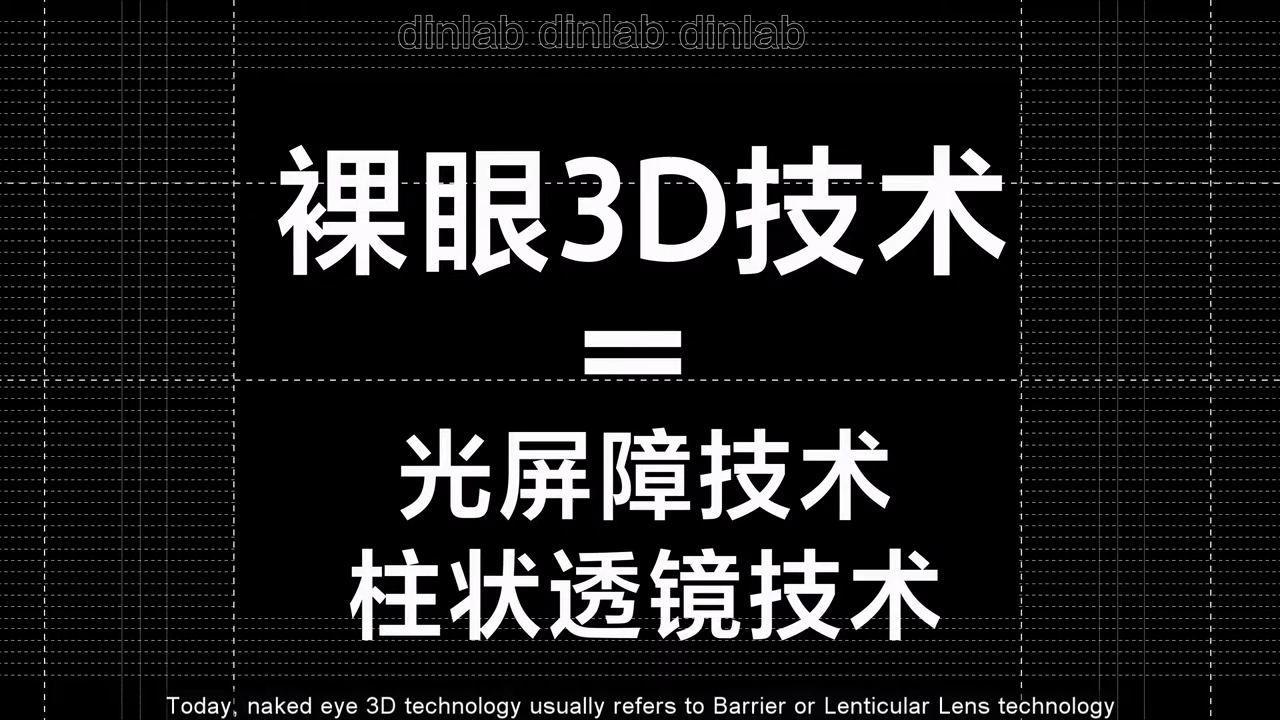 dinlab dinlab dinlab
裸眼3D技术
=
光屏障技术
柱状透镜技术
Today, naked eye 3D technology usually refers to Barrier or Lenticular Lens technology